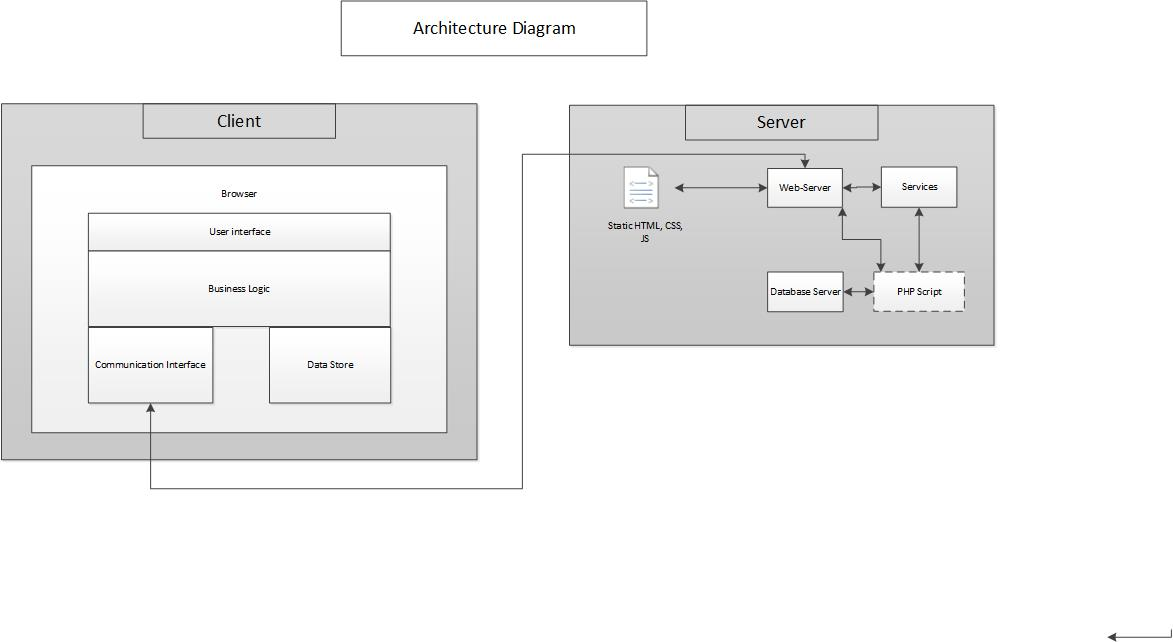 Architecture Diagram
Client
Server
Browser
User interface
Business Logic
Communication Interface
Data Store
Static HTML, CSS,
JS
Web-Server
Services
Database Server
PHP Script